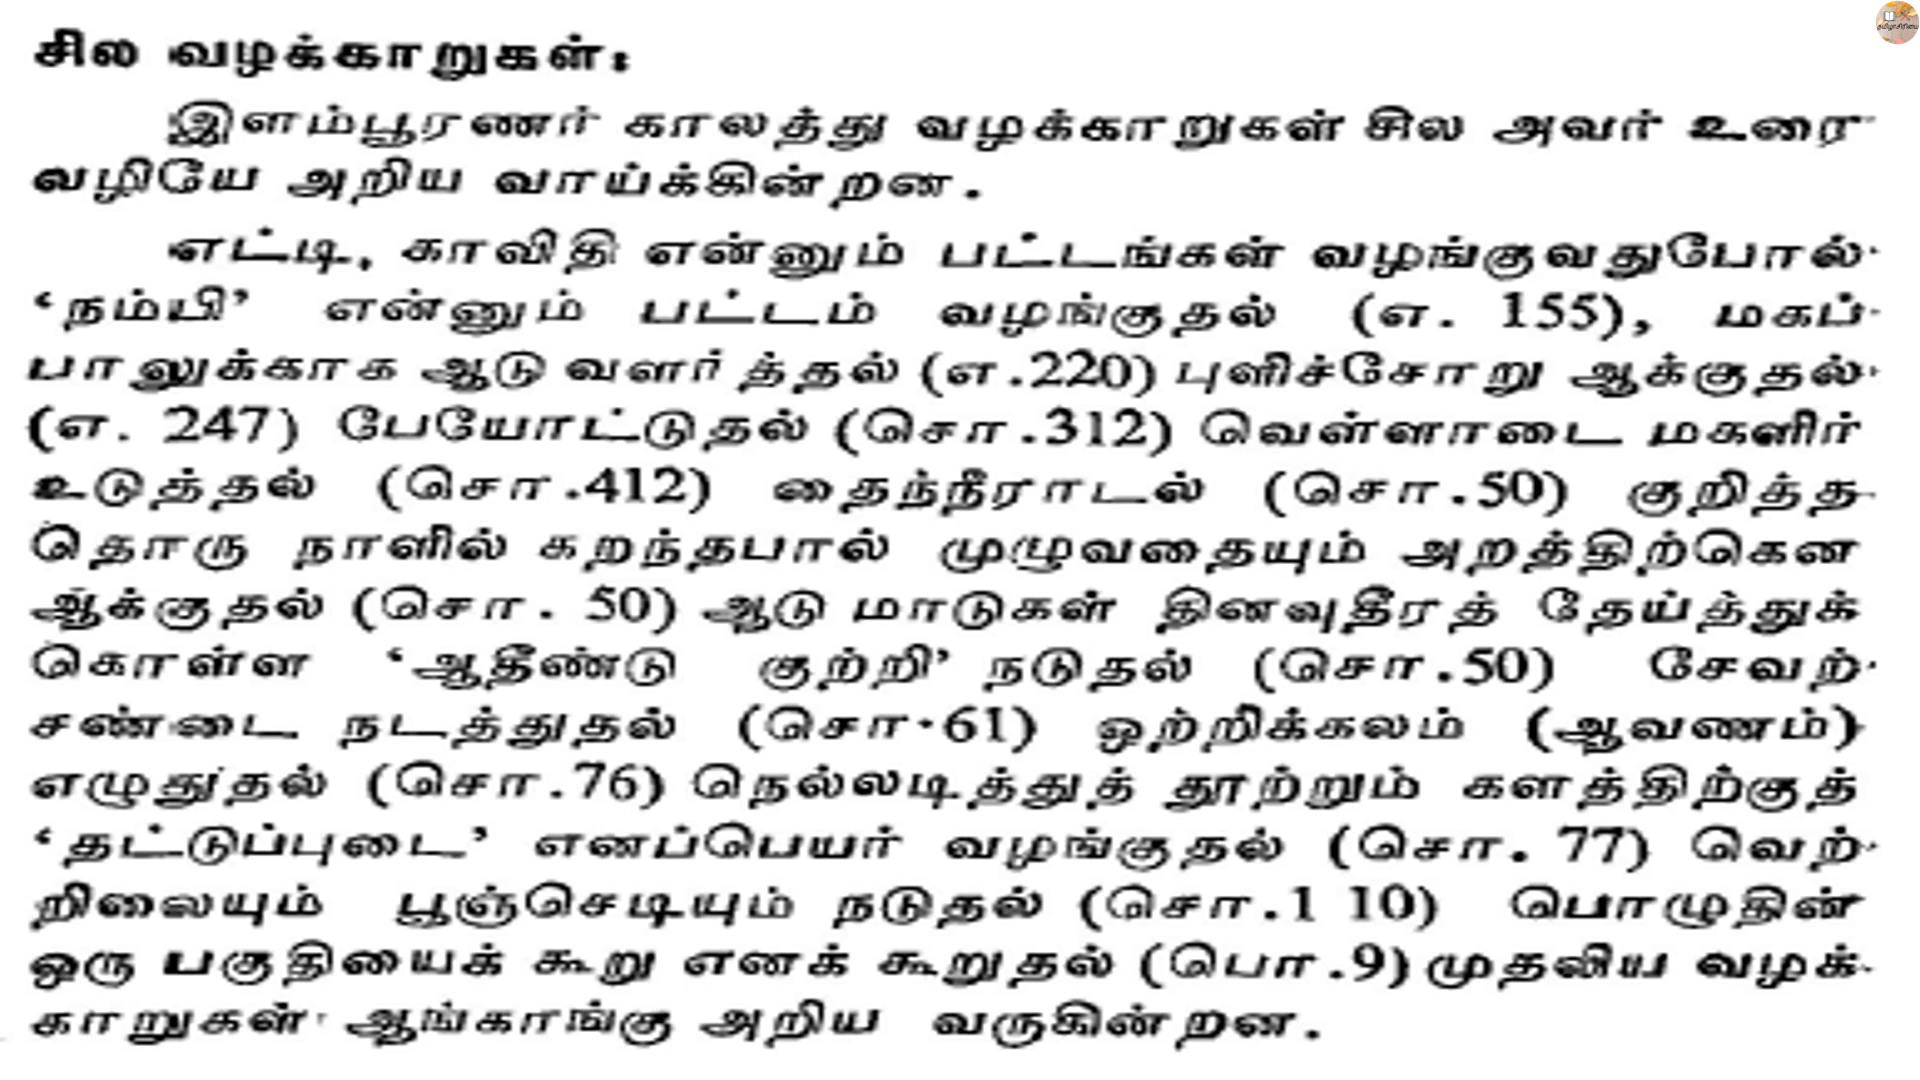 சில வழக்காறுகள்:
இளம்பூரணர் காலத்து வழக்காறுகள் சில அவர் உரை
வழியே அறிய வாய்க்கின்றன.
எட்டி, காவிதி என்னும் பட்டங்கள் வழங்குவதுபோல்
‘நம்பி’ என்னும் பட்டம் வழங்குதல் (எ. 155), மகப்
பாலுக்காக ஆடு வளர்த்தல் (எ.220) புளிச்சோறு ஆக்குதல்
(எ. 247) பேயோட்டுதல் (சொ.312) வெள்ளாடை மகளிர்
உடுத்தல் (சொ.412) தைந்நீராடல் (சொ.50) குறித்த
தொரு நாளில் கறந்தபால் முழுவதையும் அறத்திற்கென
ஆக்குதல் (சொ. 50) ஆடு மாடுகள் தினவுதீரத் தேய்த்துக்
கொள்ள ‘ஆதீண்டு குற்றி’ நடுதல் (சொ.50) சேவற்
சண்டை நடத்துதல் (சொ.61) ஒற்றிக்கலம் (ஆவணம்)
எழுதுதல் (சொ.76) நெல்லடித்துத் தூற்றும் களத்திற்குத்
‘தட்டுப்புடை’ எனப்பெயர் வழங்குதல் (சொ. 77) வெற்
றிலையும் பூஞ்செடியும் நடுதல் (சொ.1 10) பொழுதின்
ஒரு பகுதியைக் கூறு எனக் கூறுதல் (பொ.9) முதலிய வழக்
காறுகள் ஆங்காங்கு அறிய வருகின்றன.